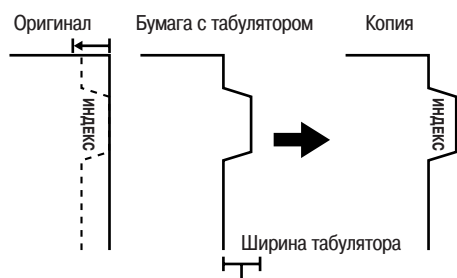 Оригинал
Бумага с табулятором
Копия
ИНДЕКС
ИНДЕКС
Ширина табулятора